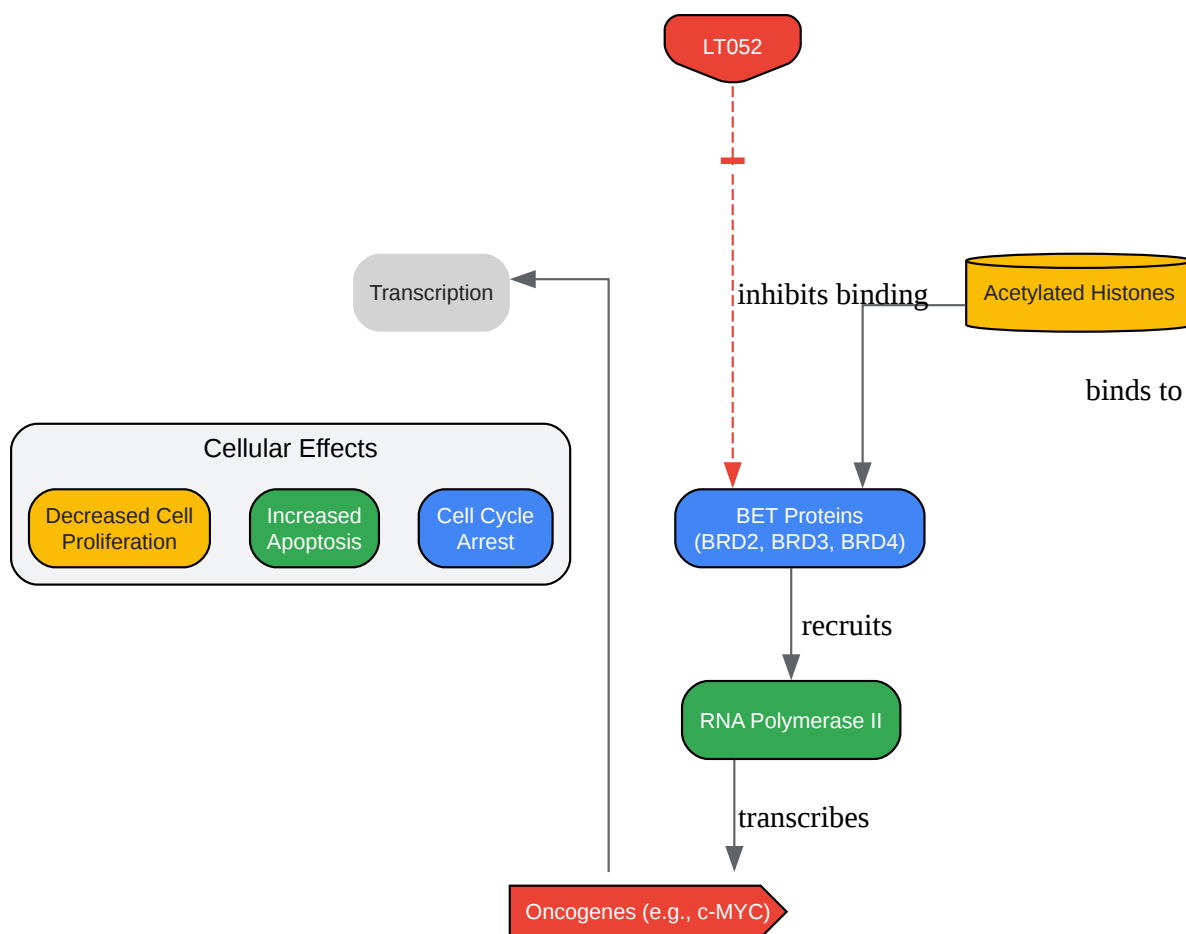 LT052
Transcription
inhibits binding
Acetylated Histones
binds to
Cellular Effects
Decreased Cell
Proliferation
Increased
Apoptosis
Cell Cycle
Arrest
BET Proteins
(BRD2, BRD3, BRD4)
recruits
RNA Polymerase II
transcribes
Oncogenes (e.g., c-MYC)